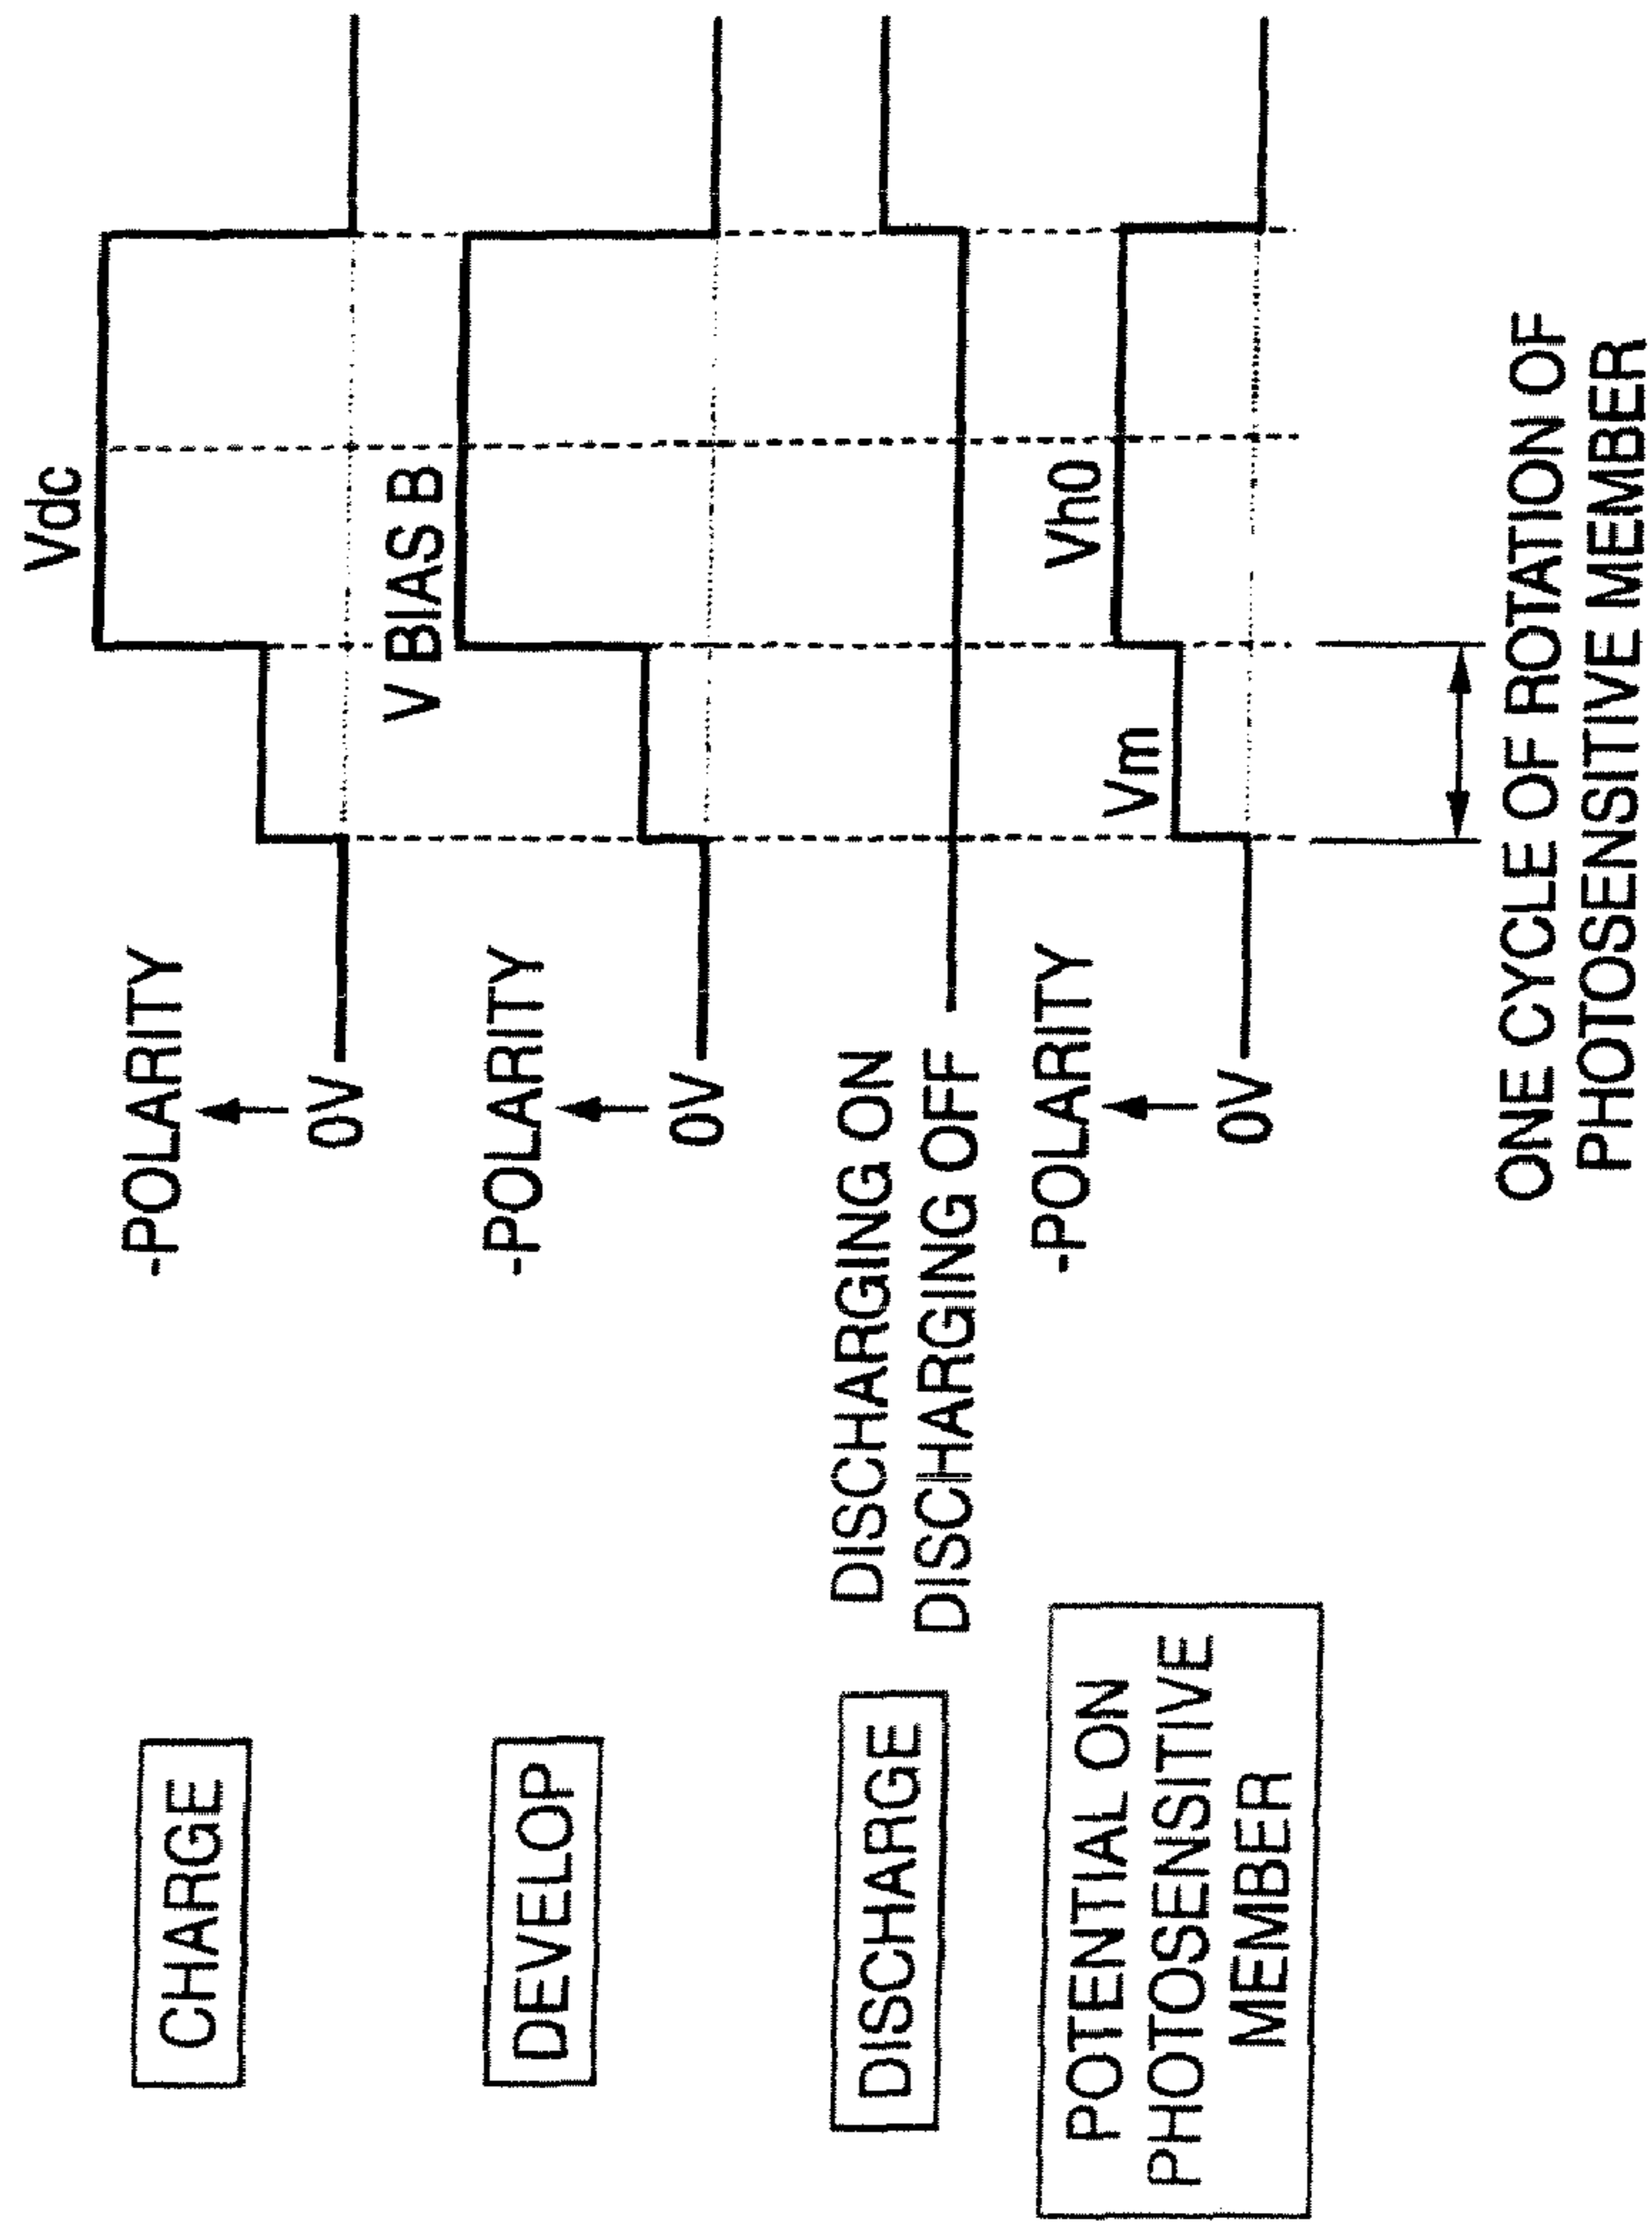 CHARGE
-POLARITY
0V
Vdc
DEVELOP
-POLARITY
0V
V BIAS B
DISCHARGE
DISCHARGING ON
DISCHARGING OFF
POTENTIAL ON
PHOTOSENSITIVE
MEMBER
-POLARITY
0V
Vm
Vh0
ONE CYCLE OF ROTATION OF
PHOTOSENSITIVE MEMBER